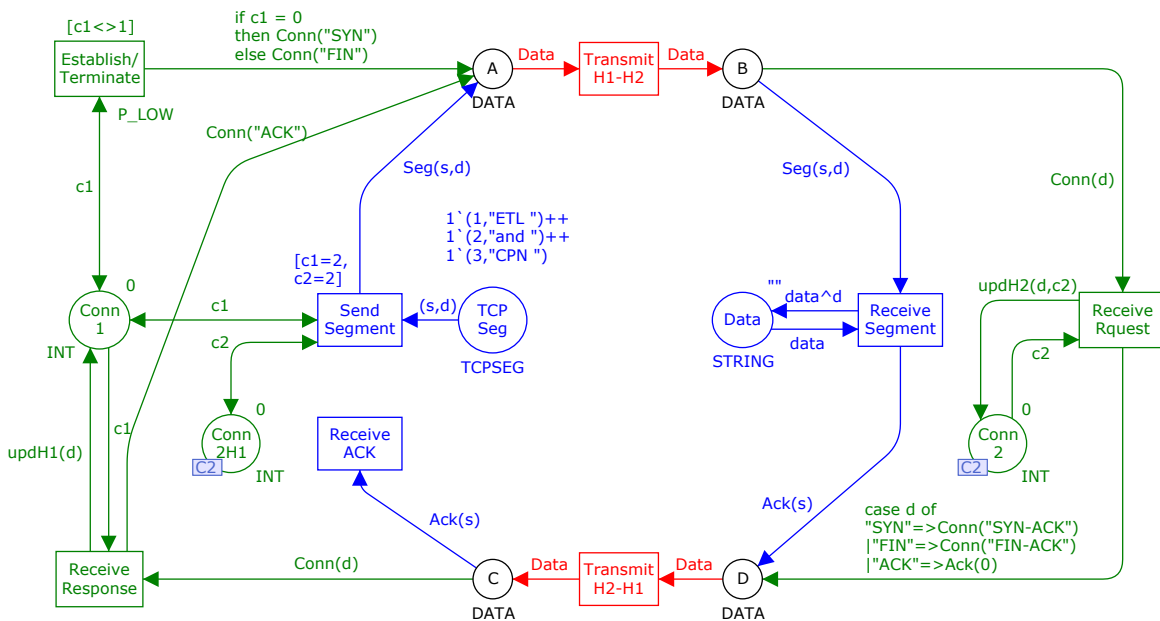 [c1<>1]
if c1 = 0
then Conn("SYN")
else Conn("FIN")
Establish/
Terminate
P_LOW
A
DATA
Data
Transmit
H1-H2
Data
B
DATA
Conn("ACK")
c1
Seg(s,d)
Seg(s,d)
Conn(d)
1`(1,"ETL ")++
1`(2,"and ")++
1`(3,"CPN ")
[c1=2,
c2=2]
0
Conn
1
INT
c1
Send
Segment
(s,d)
TCP
Seg
TCPSEG
c2
""
Data
STRING
data^d
data
Receive
Segment
updH2(d,c2)
Receive
Rquest
c2
0
Conn
2H1
C2
INT
0
Conn
2
C2
INT
updH1(d)
c1
Receive
ACK
Ack(s)
Ack(s)
case d of
"SYN"=>Conn("SYN-ACK")
|"FIN"=>Conn("FIN-ACK")
|"ACK"=>Ack(0)
Receive
Response
Conn(d)
C
DATA
Data
Transmit
H2-H1
Data
D
DATA